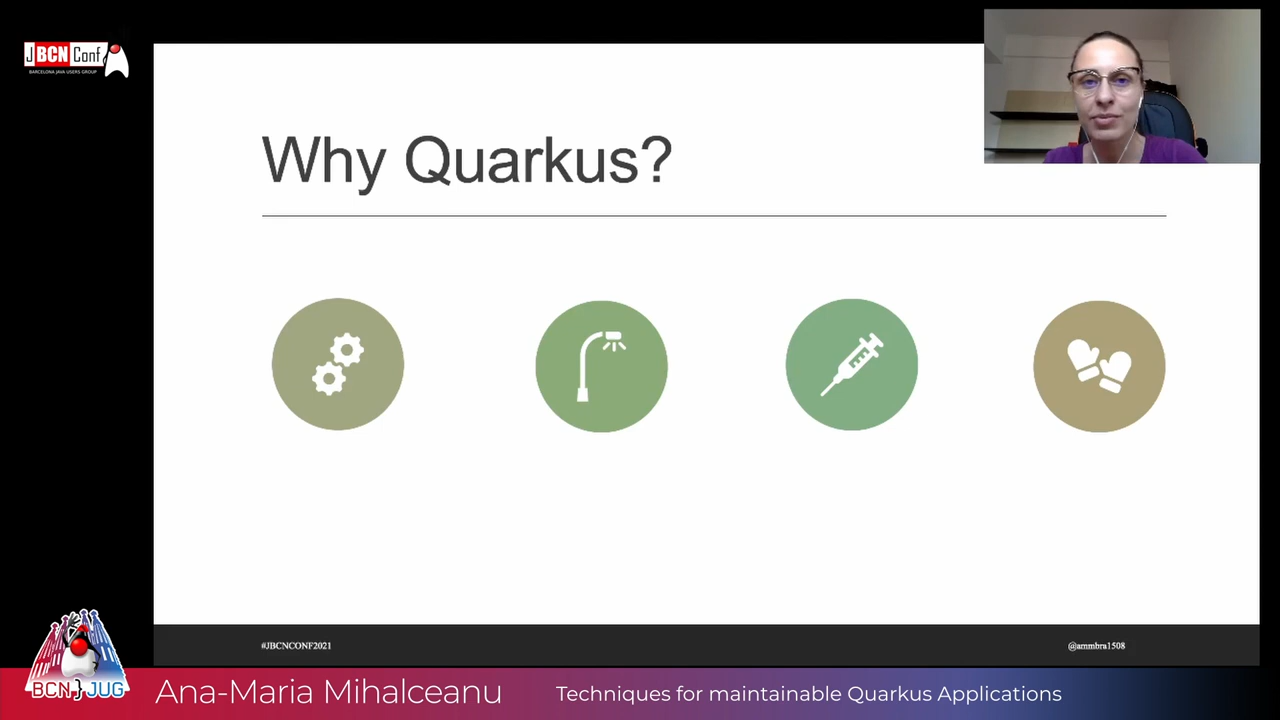 JBCNConf
BARCELONA JAVA USERS GROUP
Why Quarkus?
#JBCNCONF2021
@ammbra1508
BCN JUG
Ana-Maria Mihalceanu
Techniques for maintainable Quarkus Applications